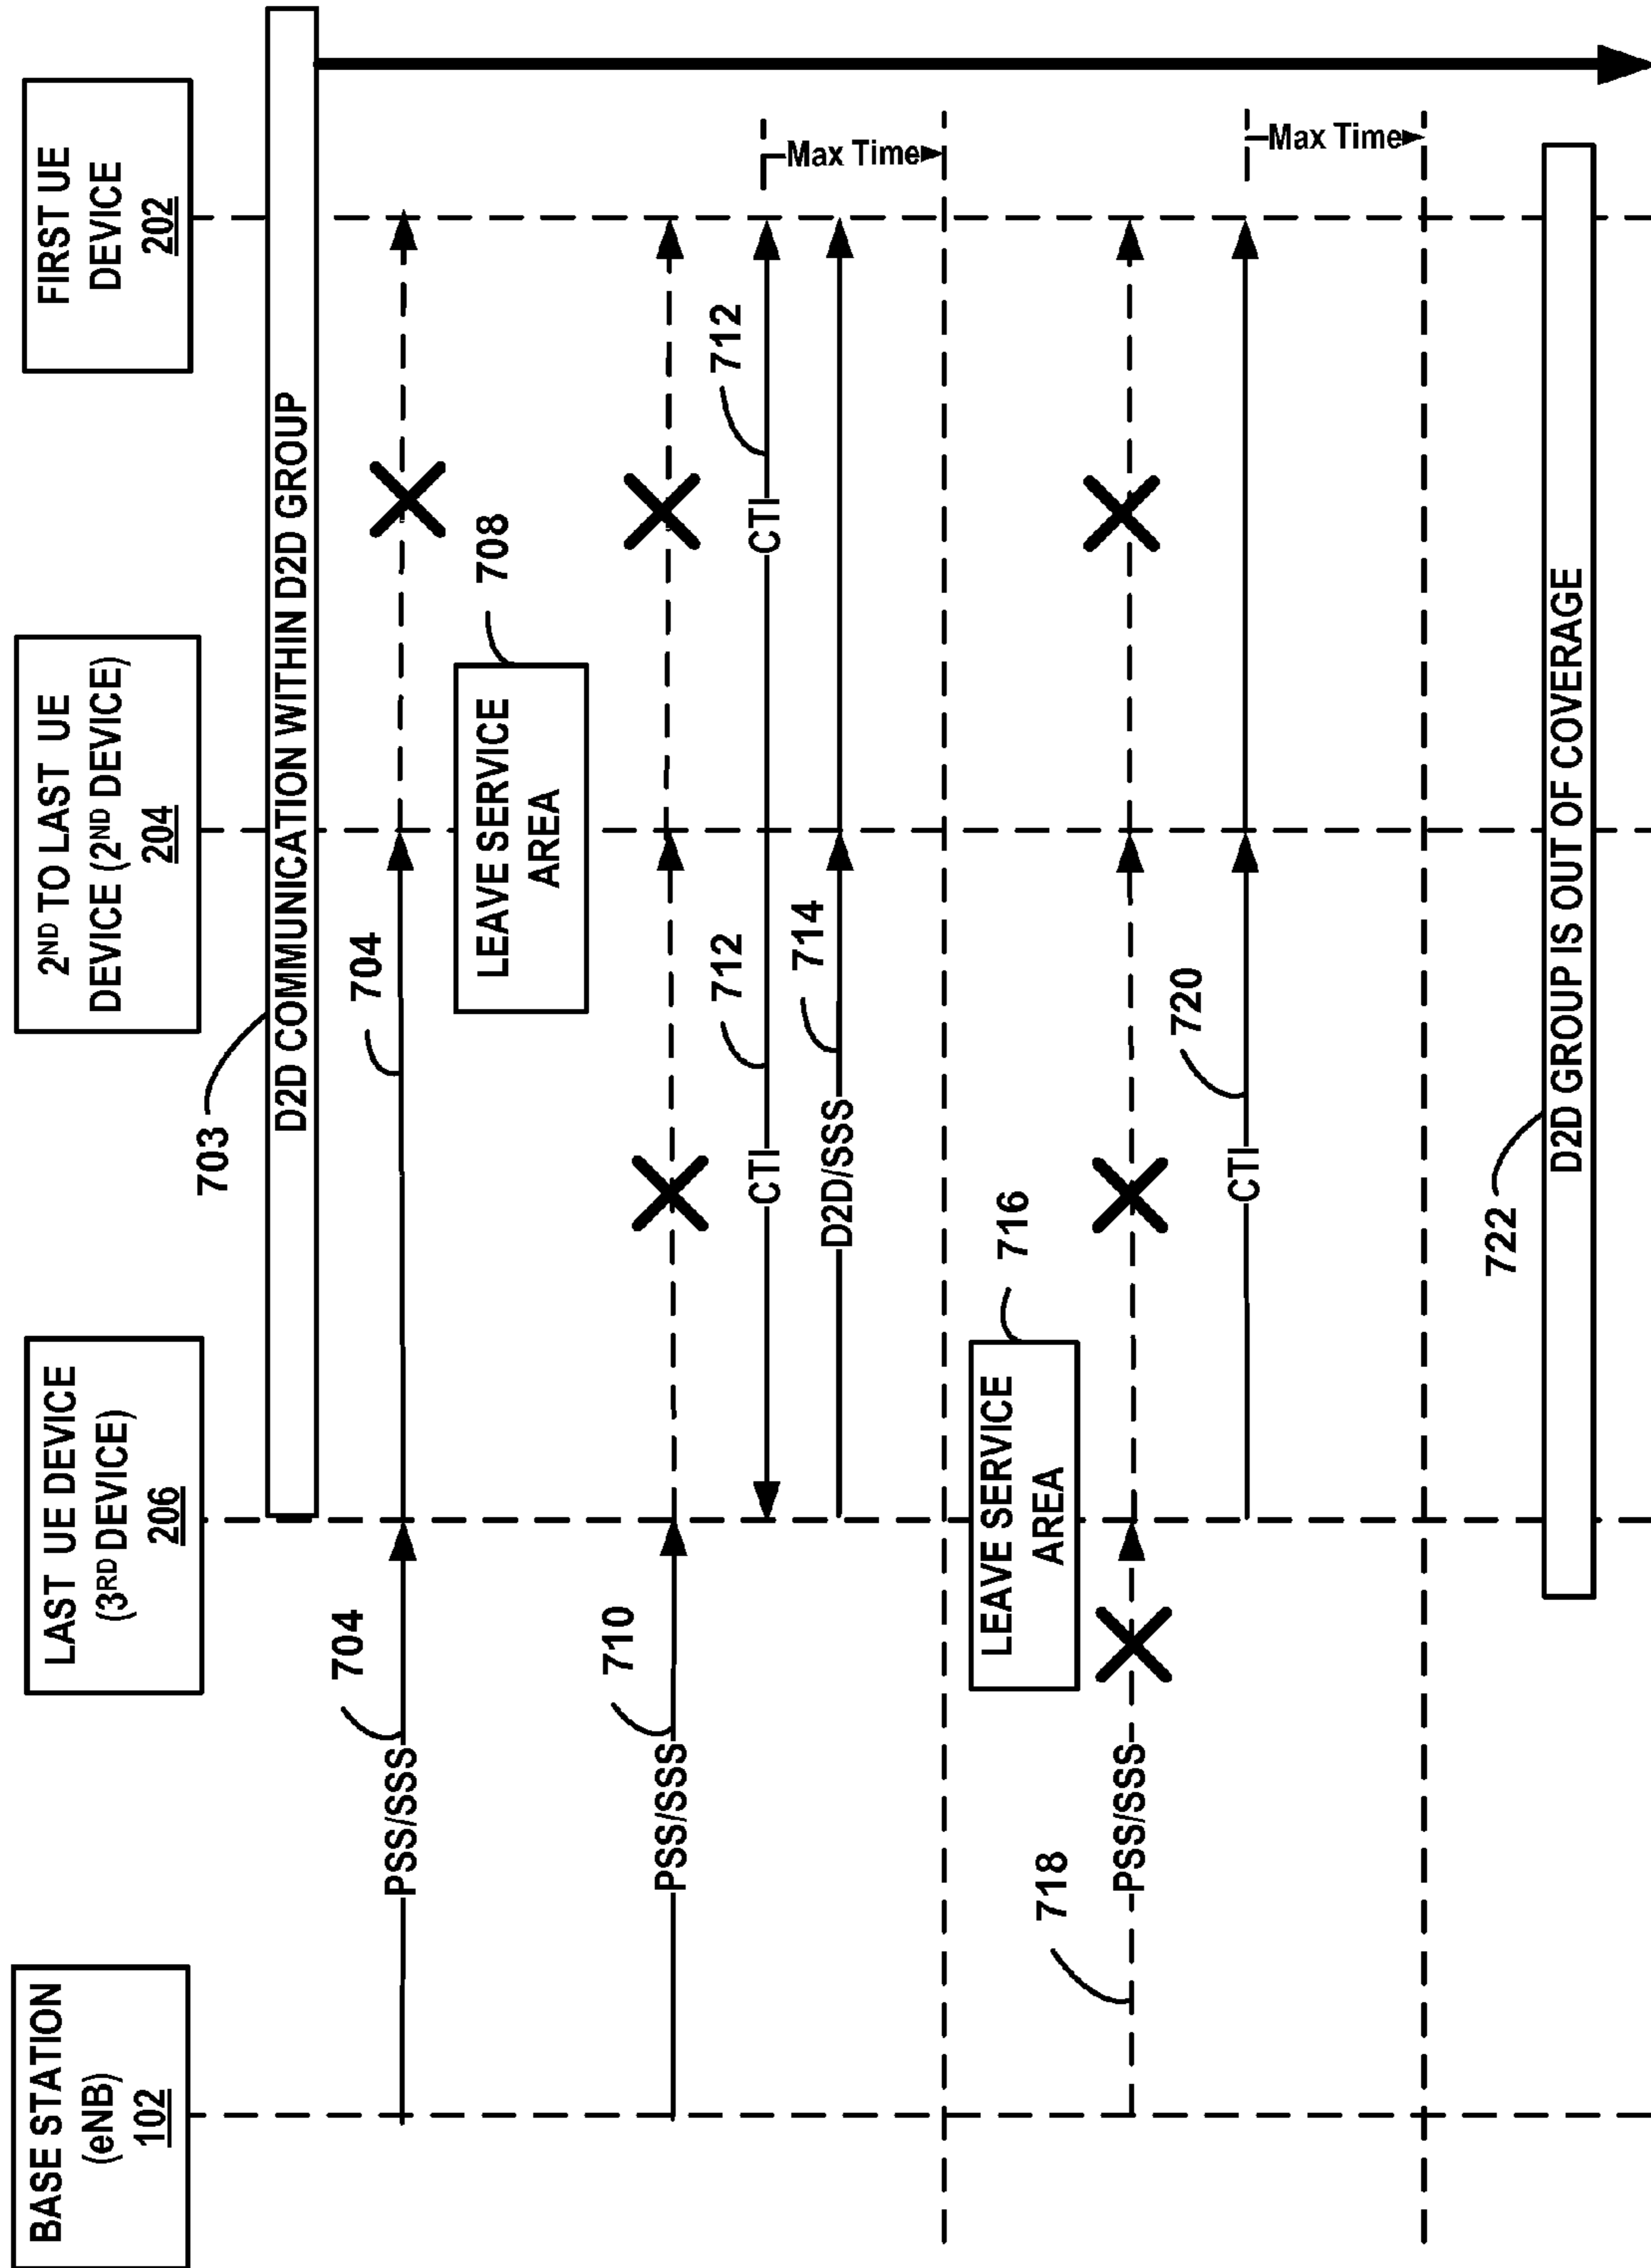 BASE STATION
(eNB)
102
LAST UE DEVICE
(3RD DEVICE)
206
2ND TO LAST UE
DEVICE (2ND DEVICE)
204
FIRST UE
DEVICE
202
703
D2D COMMUNICATION WITHIN D2D GROUP
PSS/SSS
704
704
LEAVE SERVICE
AREA
708
PSS/SSS
710
CTI
712
CTI
712
Max Time
D2D/SSS
714
LEAVE SERVICE
AREA
716
PSS/SSS
718
CTI
720
Max Time
722
D2D GROUP IS OUT OF COVERAGE